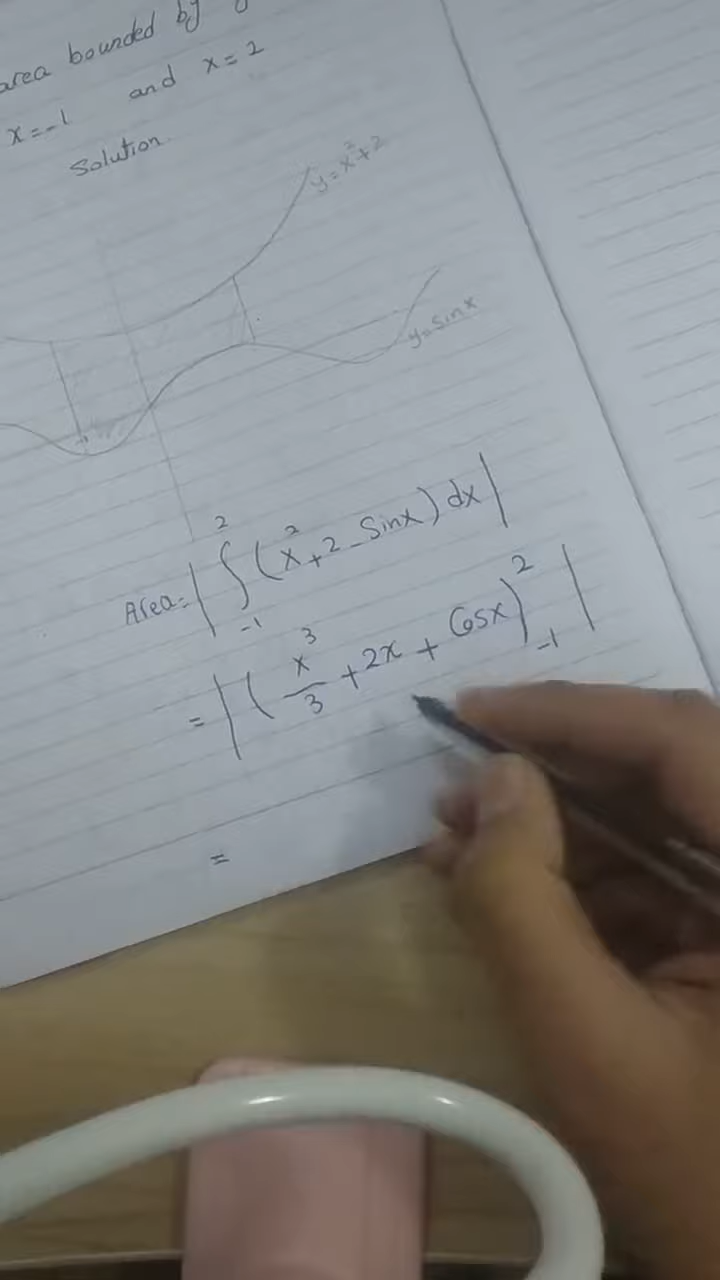 area bounded by
x=-1 and x=2
Solution
y=x²+2
y=sinx
Area=|∫₋₁² (x²+2-Sinx)dx|
=|(x³/3+2x+Cosx)₋₁²|
=